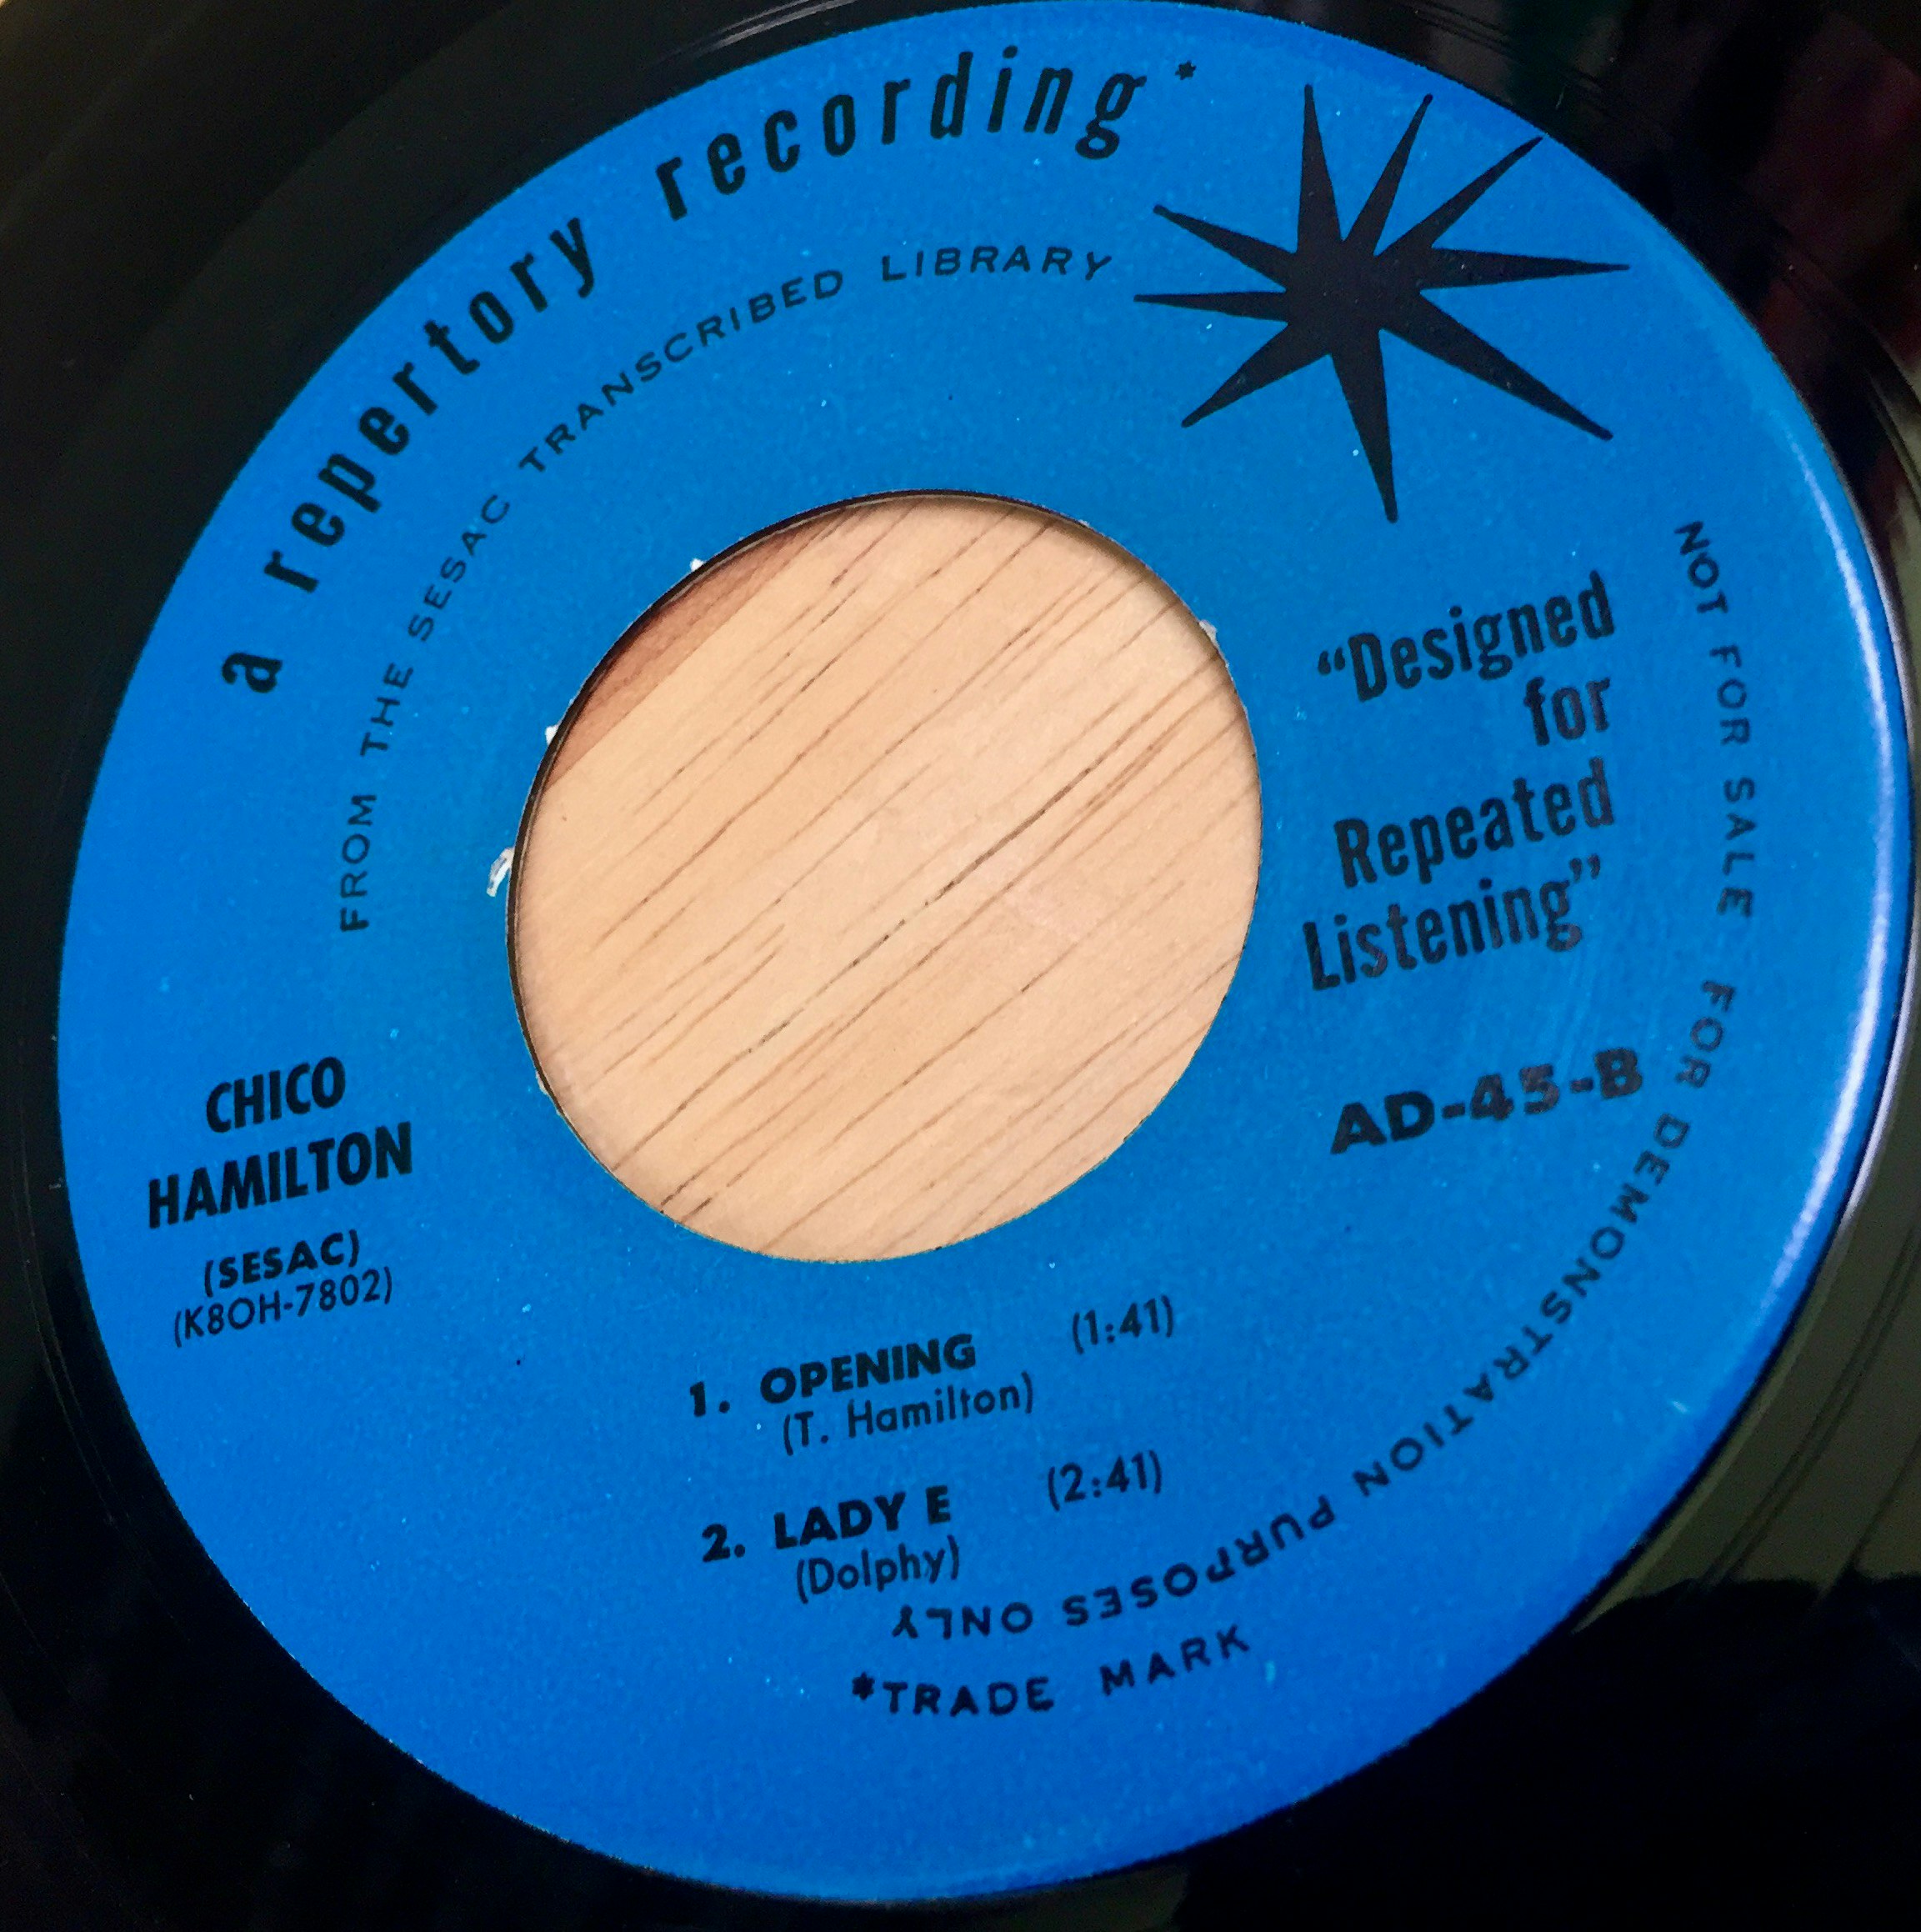 a repertory recording*
FROM THE SESAC TRANSCRIBED LIBRARY
"Designed
for
Repeated
Listening"
NOT FOR SALE FOR DEMONSTRATION PURPOSES ONLY
AD-45-B
CHICO
HAMILTON
(SESAC)
(K8OH-7802)
1. OPENING (1:41)
(T. Hamilton)
2. LADY E (2:41)
(Dolphy)
*TRADE MARK